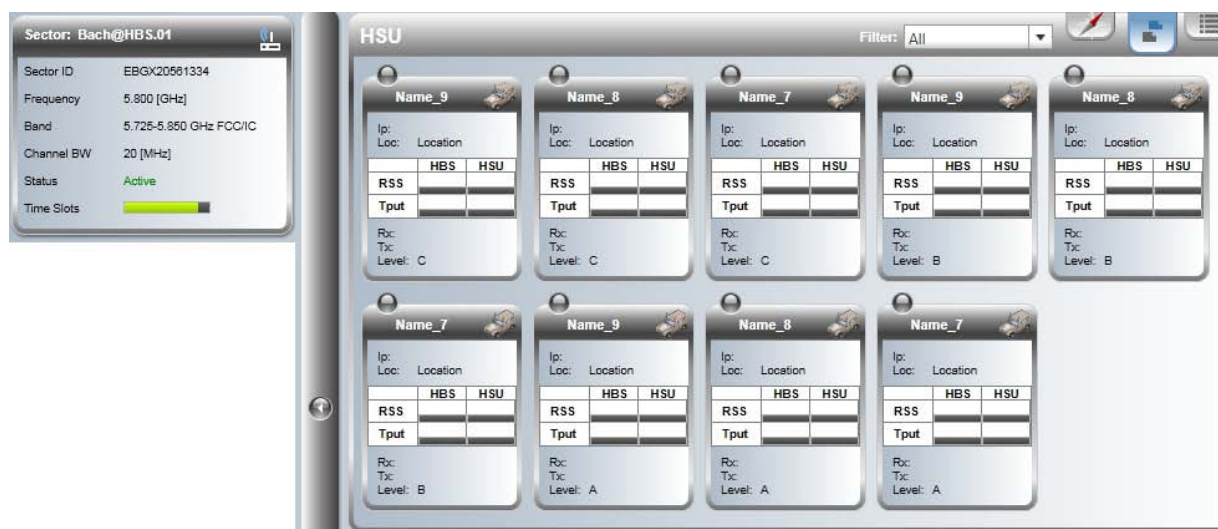 Sector: Bach@HBS.01
Sector ID EBGX20561334
Frequency 5.800 [GHz]
Band 5.725-5.850 GHz FCC/IC
Channel BW 20 [MHz]
Status Active
Time Slots
HSU
Filter: All
Name_9
Ip:
Loc: Location
HBS HSU
RSS
Tput
Rx:
Tx:
Level: C
Name_8
Ip:
Loc: Location
HBS HSU
RSS
Tput
Rx:
Tx:
Level: C
Name_7
Ip:
Loc: Location
HBS HSU
RSS
Tput
Rx:
Tx:
Level: C
Name_9
Ip:
Loc: Location
HBS HSU
RSS
Tput
Rx:
Tx:
Level: B
Name_8
Ip:
Loc: Location
HBS HSU
RSS
Tput
Rx:
Tx:
Level: B
Name_7
Ip:
Loc: Location
HBS HSU
RSS
Tput
Rx:
Tx:
Level: B
Name_9
Ip:
Loc: Location
HBS HSU
RSS
Tput
Rx:
Tx:
Level: A
Name_8
Ip:
Loc: Location
HBS HSU
RSS
Tput
Rx:
Tx:
Level: A
Name_7
Ip:
Loc: Location
HBS HSU
RSS
Tput
Rx:
Tx:
Level: A